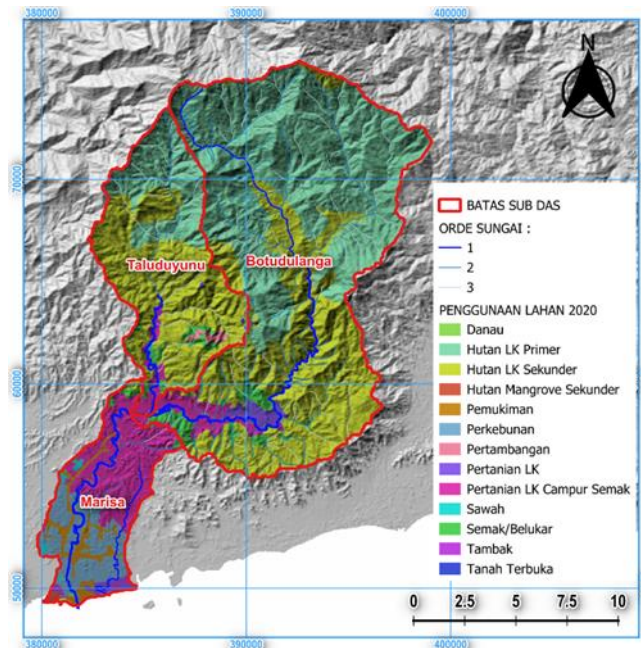 380000
390000
400000
N
70000
60000
50000
Taluduyunu
Botudulanga
Marisa
BATAS SUB DAS
ORDE SUNGAI :
1
2
3
PENGGUNAAN LAHAN 2020
Danau
Hutan LK Primer
Hutan LK Sekunder
Hutan Mangrove Sekunder
Pemukiman
Perkebunan
Pertambangan
Pertanian LK
Pertanian LK Campur Semak
Sawah
Semak/Belukar
Tambak
Tanah Terbuka
0 2.5 5 7.5 10
380000
390000
400000